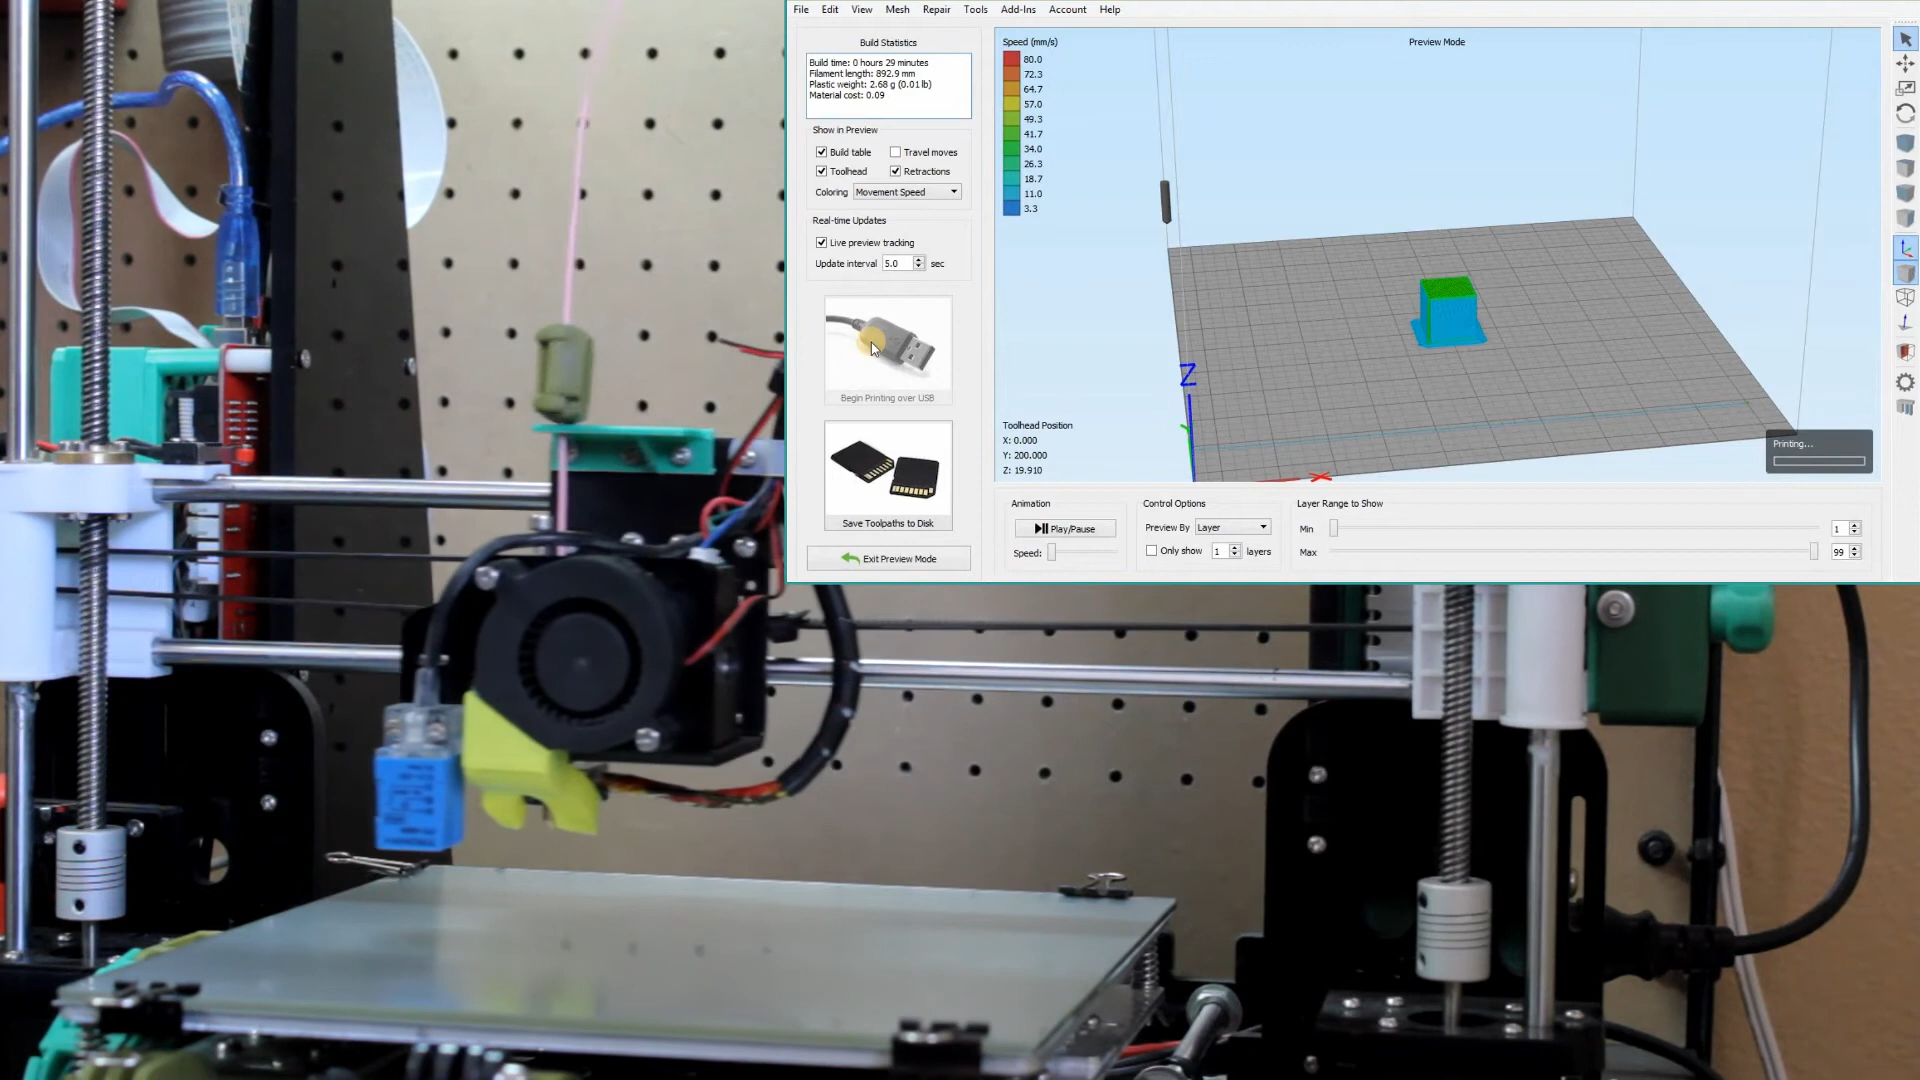 File Edit View Mesh Repair Tools Add-Ins Account Help
Build Statistics
Build time: 0 hours 29 minutes
Filament length: 892.9 mm
Plastic weight: 2.68 g (0.01 lb)
Material cost: 0.09
Show in Preview
Build table Travel moves
Toolhead Retractions
Coloring Movement Speed
Real-time Updates
Live preview tracking
Update interval 5.0 sec
Begin Printing over USB
Save Toolpaths to Disk
Exit Preview Mode
Speed (mm/s)
80.0
72.3
64.7
57.0
49.3
41.7
34.0
26.3
18.7
11.0
3.3
Preview Mode
Z
Toolhead Position
X: 0.000
Y: 200.000
Z: 19.910
Printing...
Animation
Play/Pause
Speed:
Control Options
Preview By Layer
Only show 1 layers
Layer Range to Show
Min 1
Max 99